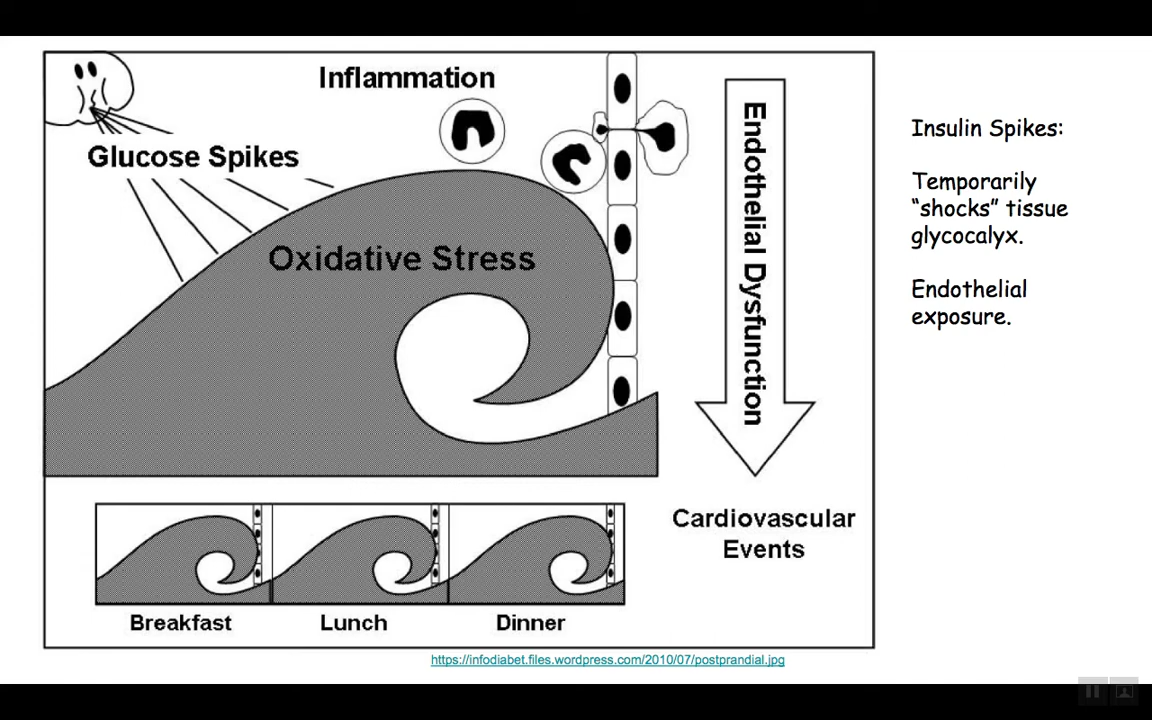 Inflammation
Glucose Spikes
Oxidative Stress
Endothelial Dysfunction
Cardiovascular
Events
Breakfast
Lunch
Dinner
https://infodiabet.files.wordpress.com/2010/07/postprandial.jpg
Insulin Spikes:
Temporarily
“shocks” tissue
glycocalyx.
Endothelial
exposure.